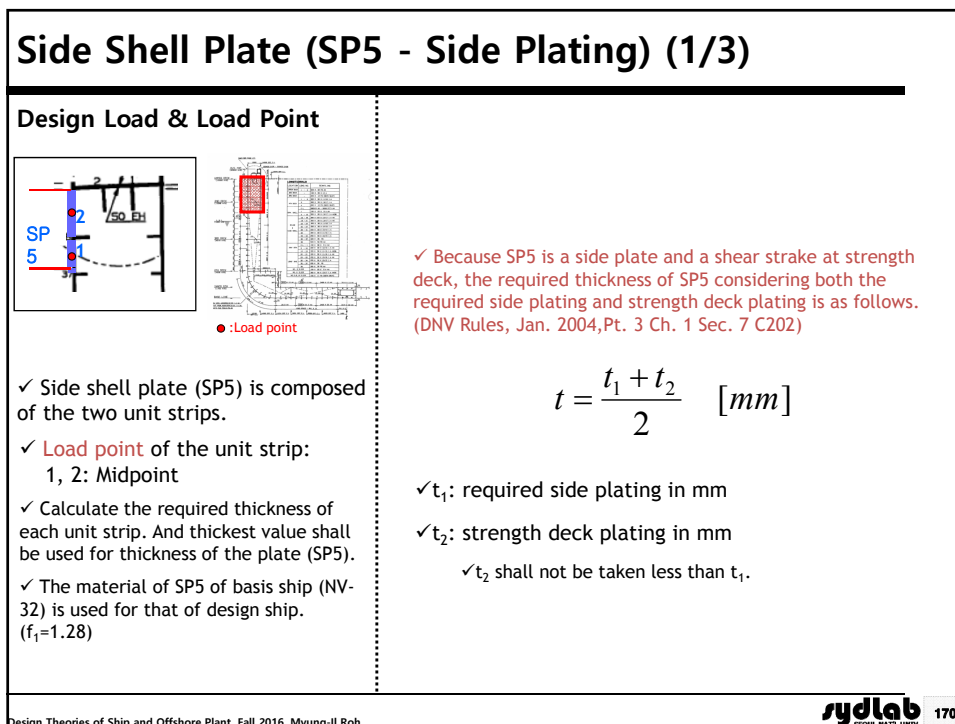 Side Shell Plate (SP5 - Side Plating) (1/3)
Design Load & Load Point
2
2
50 EH
SP
5
1
37
● :Load point
✓ Side shell plate (SP5) is composed
of the two unit strips.
✓ Load point of the unit strip:
1, 2: Midpoint
✓ Calculate the required thickness of
each unit strip. And thickest value shall
be used for thickness of the plate (SP5).
✓ The material of SP5 of basis ship (NV-
32) is used for that of design ship.
(f₁=1.28)
✓ Because SP5 is a side plate and a shear strake at strength
deck, the required thickness of SP5 considering both the
required side plating and strength deck plating is as follows.
(DNV Rules, Jan. 2004,Pt. 3 Ch. 1 Sec. 7 C202)
t = (t₁ + t₂) / 2 [mm]
✓t₁: required side plating in mm
✓t₂: strength deck plating in mm
✓t₂ shall not be taken less than t₁.
Design Theories of Ship and Offshore Plant, Fall 2016, Myung-Il Roh
sydlab
SEOUL NAT'L UNIV.
170